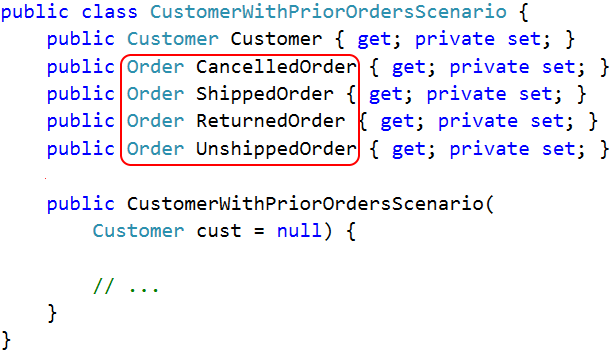 public class CustomerWithPriorOrdersScenario {
    public Customer Customer { get; private set; }
    public Order CancelledOrder { get; private set; }
    public Order ShippedOrder { get; private set; }
    public Order ReturnedOrder { get; private set; }
    public Order UnshippedOrder { get; private set; }
    public CustomerWithPriorOrdersScenario(
        Customer cust = null) {
        // ...
    }
}